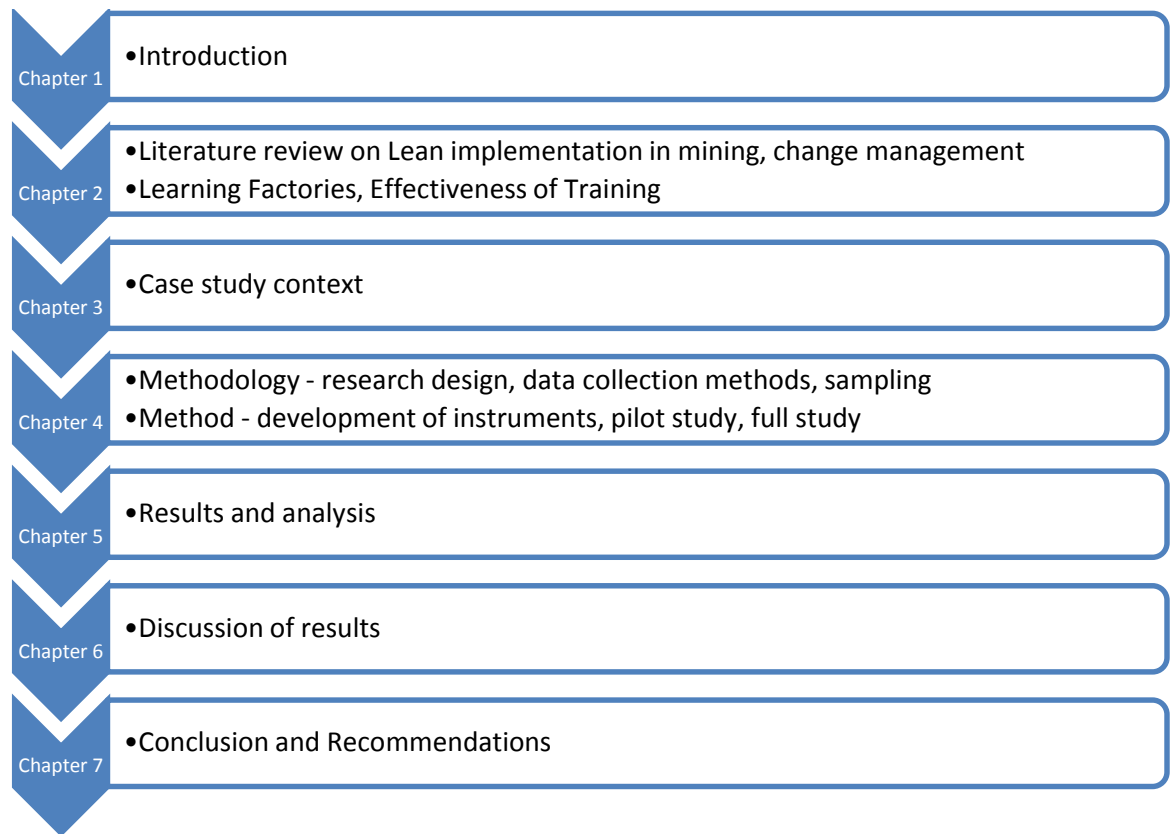 Chapter 1
•Introduction
Chapter 2
•Literature review on Lean implementation in mining, change management
•Learning Factories, Effectiveness of Training
Chapter 3
•Case study context
Chapter 4
•Methodology - research design, data collection methods, sampling
•Method - development of instruments, pilot study, full study
Chapter 5
•Results and analysis
Chapter 6
•Discussion of results
Chapter 7
•Conclusion and Recommendations